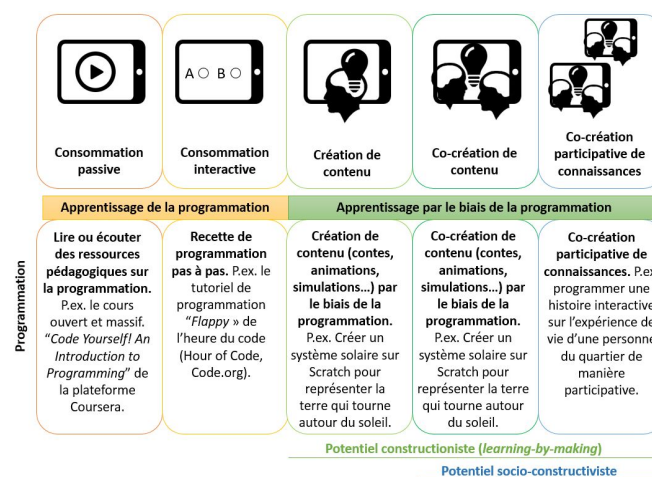 A B
Consommation
passive
Consommation
interactive
Création de
contenu
Co-création de
contenu
Co-création
participative de
connaissances
Apprentissage de la programmation
Apprentissage par le biais de la programmation
Programmation
Lire ou écouter
des ressources
pédagogiques sur
la programmation.
P.ex. le cours
ouvert et massif.
“Code Yourself! An
Introduction to
Programming” de
la plateforme
Coursera.
Recette de
programmation
pas à pas. P.ex. le
tutoriel de
programmation
“Flappy » de
l’heure du code
(Hour of Code,
Code.org).
Création de
contenu (contes,
animations,
simulations…) par
le biais de la
programmation.
P.ex. Créer un
système solaire sur
Scratch pour
représenter la
terre qui tourne
autour du soleil.
Co-création de
contenu (contes,
animations,
simulations…) par
le biais de la
programmation.
P.ex. Créer un
système solaire sur
Scratch pour
représenter la terre
qui tourne autour
du soleil.
Co-création
participative de
connaissances. P.ex
programmer une
histoire interactive
sur l’expérience de
vie d’une personne
du quartier de
manière
participative.
Potentiel constructioniste (learning-by-making)
Potentiel socio-constructiviste